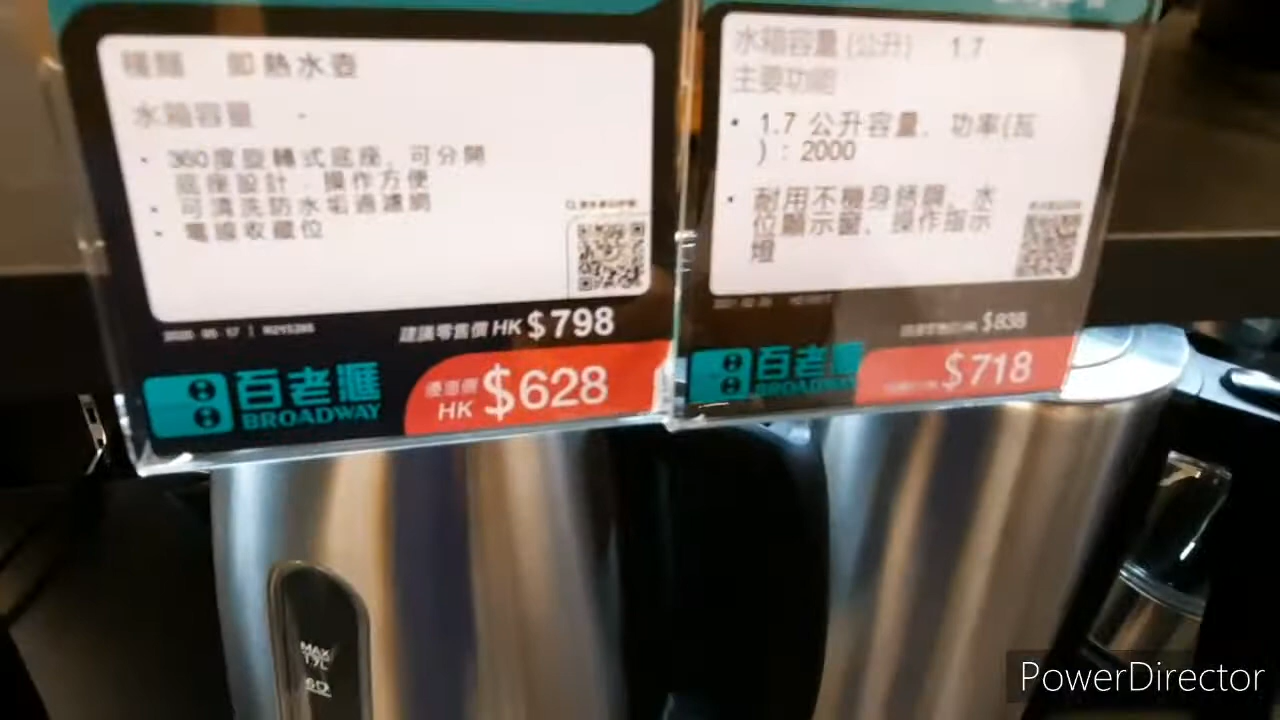 種類 即熱水壺
水箱容量 -
• 360度旋轉式底座, 可分開
底座設計, 操作方便
• 可清洗防水垢過濾網
• 電線收藏位
建議零售價 HK $798
百老滙
BROADWAY
優惠價
HK $628
水箱容量 (公升) 1.7
主要功能
• 1.7 公升容量, 功率(瓦
) : 2000
• 耐用不機身銹鋼、水
位顯示窗、操作指示
燈
$838
百老滙
BROADWAY
$718
MAX
1.7L
PowerDirector